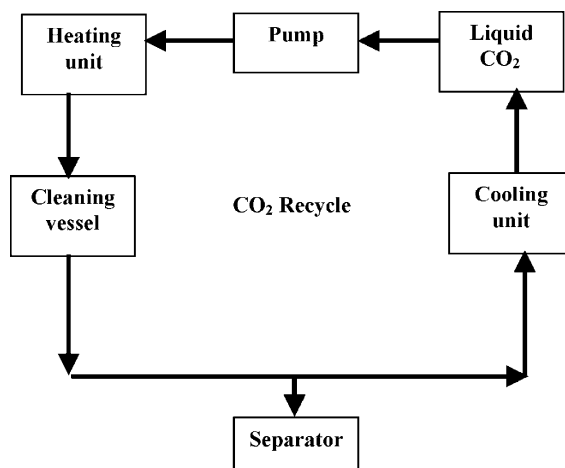 Heating
unit
Pump
Liquid
CO₂
Cleaning
vessel
CO₂ Recycle
Cooling
unit
Separator